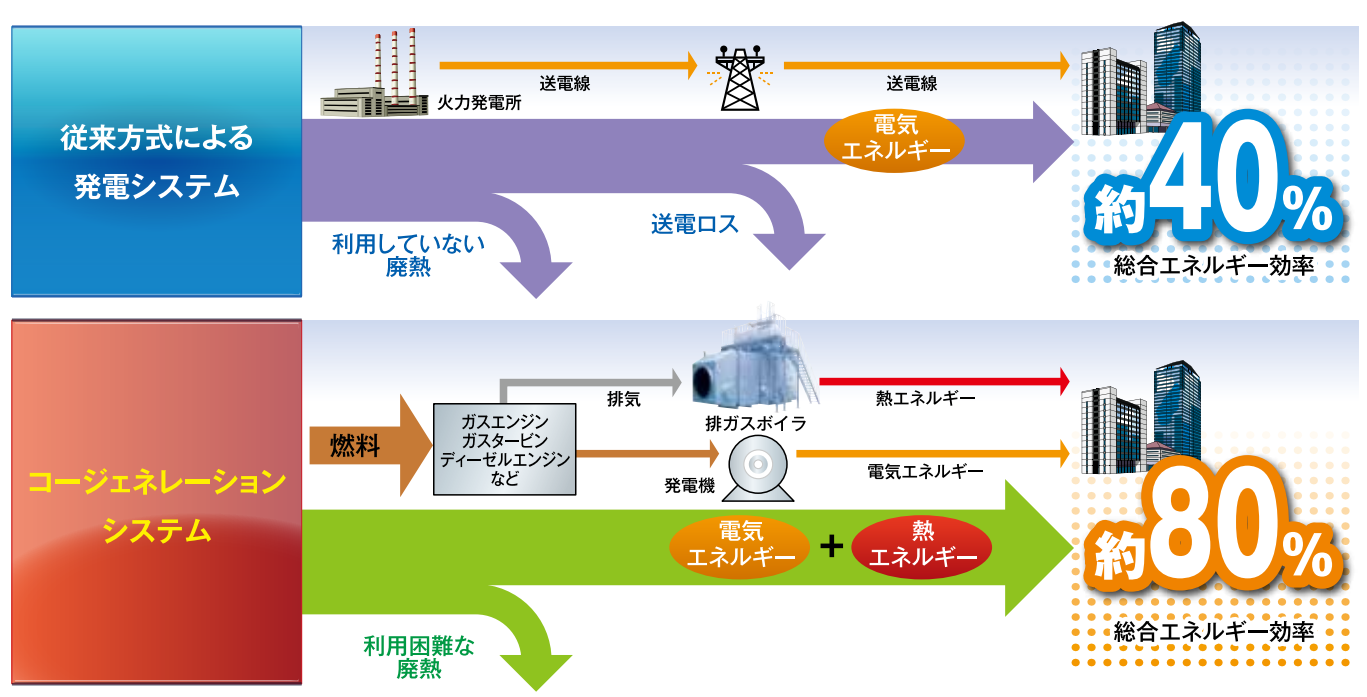 従来方式による
発電システム
火力発電所
送電線
送電線
電気
エネルギー
利用していない
廃熱
送電ロス
約40%
総合エネルギー効率
コージェネレーション
システム
燃料
ガスエンジン
ガスタービン
ディーゼルエンジン
など
排気
排ガスボイラ
熱エネルギー
発電機
電気エネルギー
電気
エネルギー
+
熱
エネルギー
利用困難な
廃熱
約80%
総合エネルギー効率